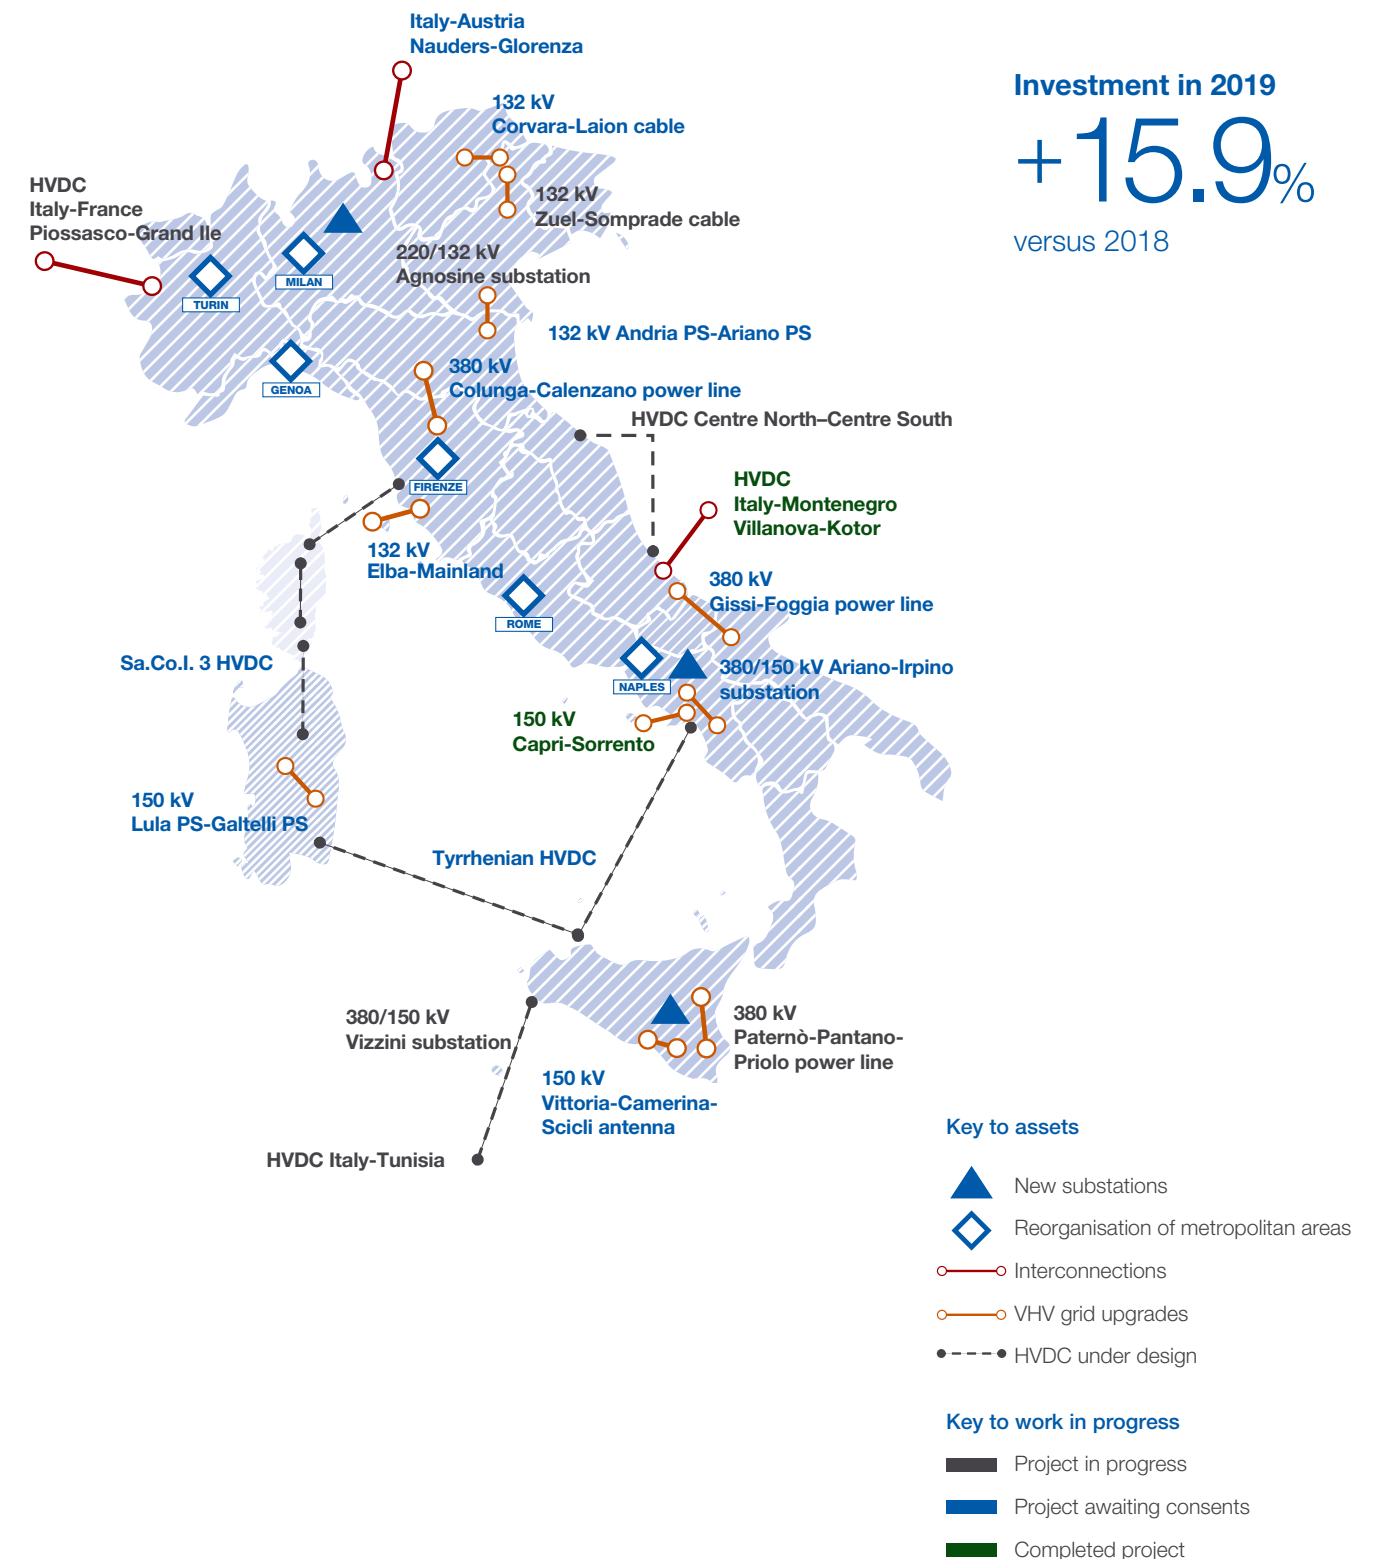 Italy-Austria
Nauders-Glorenza
Investment in 2019
+15.9%
versus 2018
132 kV
Corvara-Laion cable
HVDC
Italy-France
Piossasco-Grand Ile
132 kV
Zuel-Somprade cable
220/132 kV
Agnosine substation
MILAN
TURIN
132 kV Andria PS-Ariano PS
380 kV
Colunga-Calenzano power line
GENOA
HVDC Centre North–Centre South
FIRENZE
HVDC
Italy-Montenegro
Villanova-Kotor
132 kV
Elba-Mainland
380 kV
Gissi-Foggia power line
ROME
Sa.Co.I. 3 HVDC
NAPLES
380/150 kV Ariano-Irpino
substation
150 kV
Capri-Sorrento
150 kV
Lula PS-Galtelli PS
Tyrrhenian HVDC
380/150 kV
Vizzini substation
380 kV
Paternò-Pantano-
Priolo power line
150 kV
Vittoria-Camerina-
Scicli antenna
HVDC Italy-Tunisia
Key to assets
New substations
Reorganisation of metropolitan areas
Interconnections
VHV grid upgrades
HVDC under design
Key to work in progress
Project in progress
Project awaiting consents
Completed project